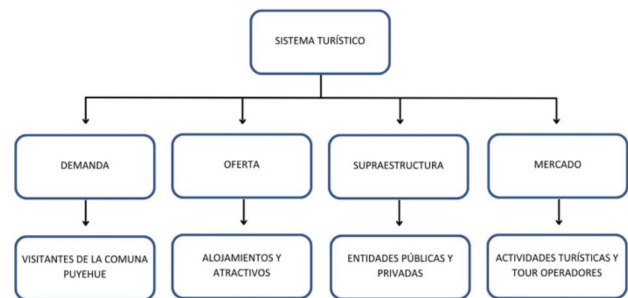 SISTEMA TURÍSTICO
DEMANDA
OFERTA
SUPRAESTRUCTURA
MERCADO
VISITANTES DE LA COMUNA
PUYEHUE
ALOJAMIENTOS Y
ATRACTIVOS
ENTIDADES PÚBLICAS Y
PRIVADAS
ACTIVIDADES TURÍSTICAS Y
TOUR OPERADORES